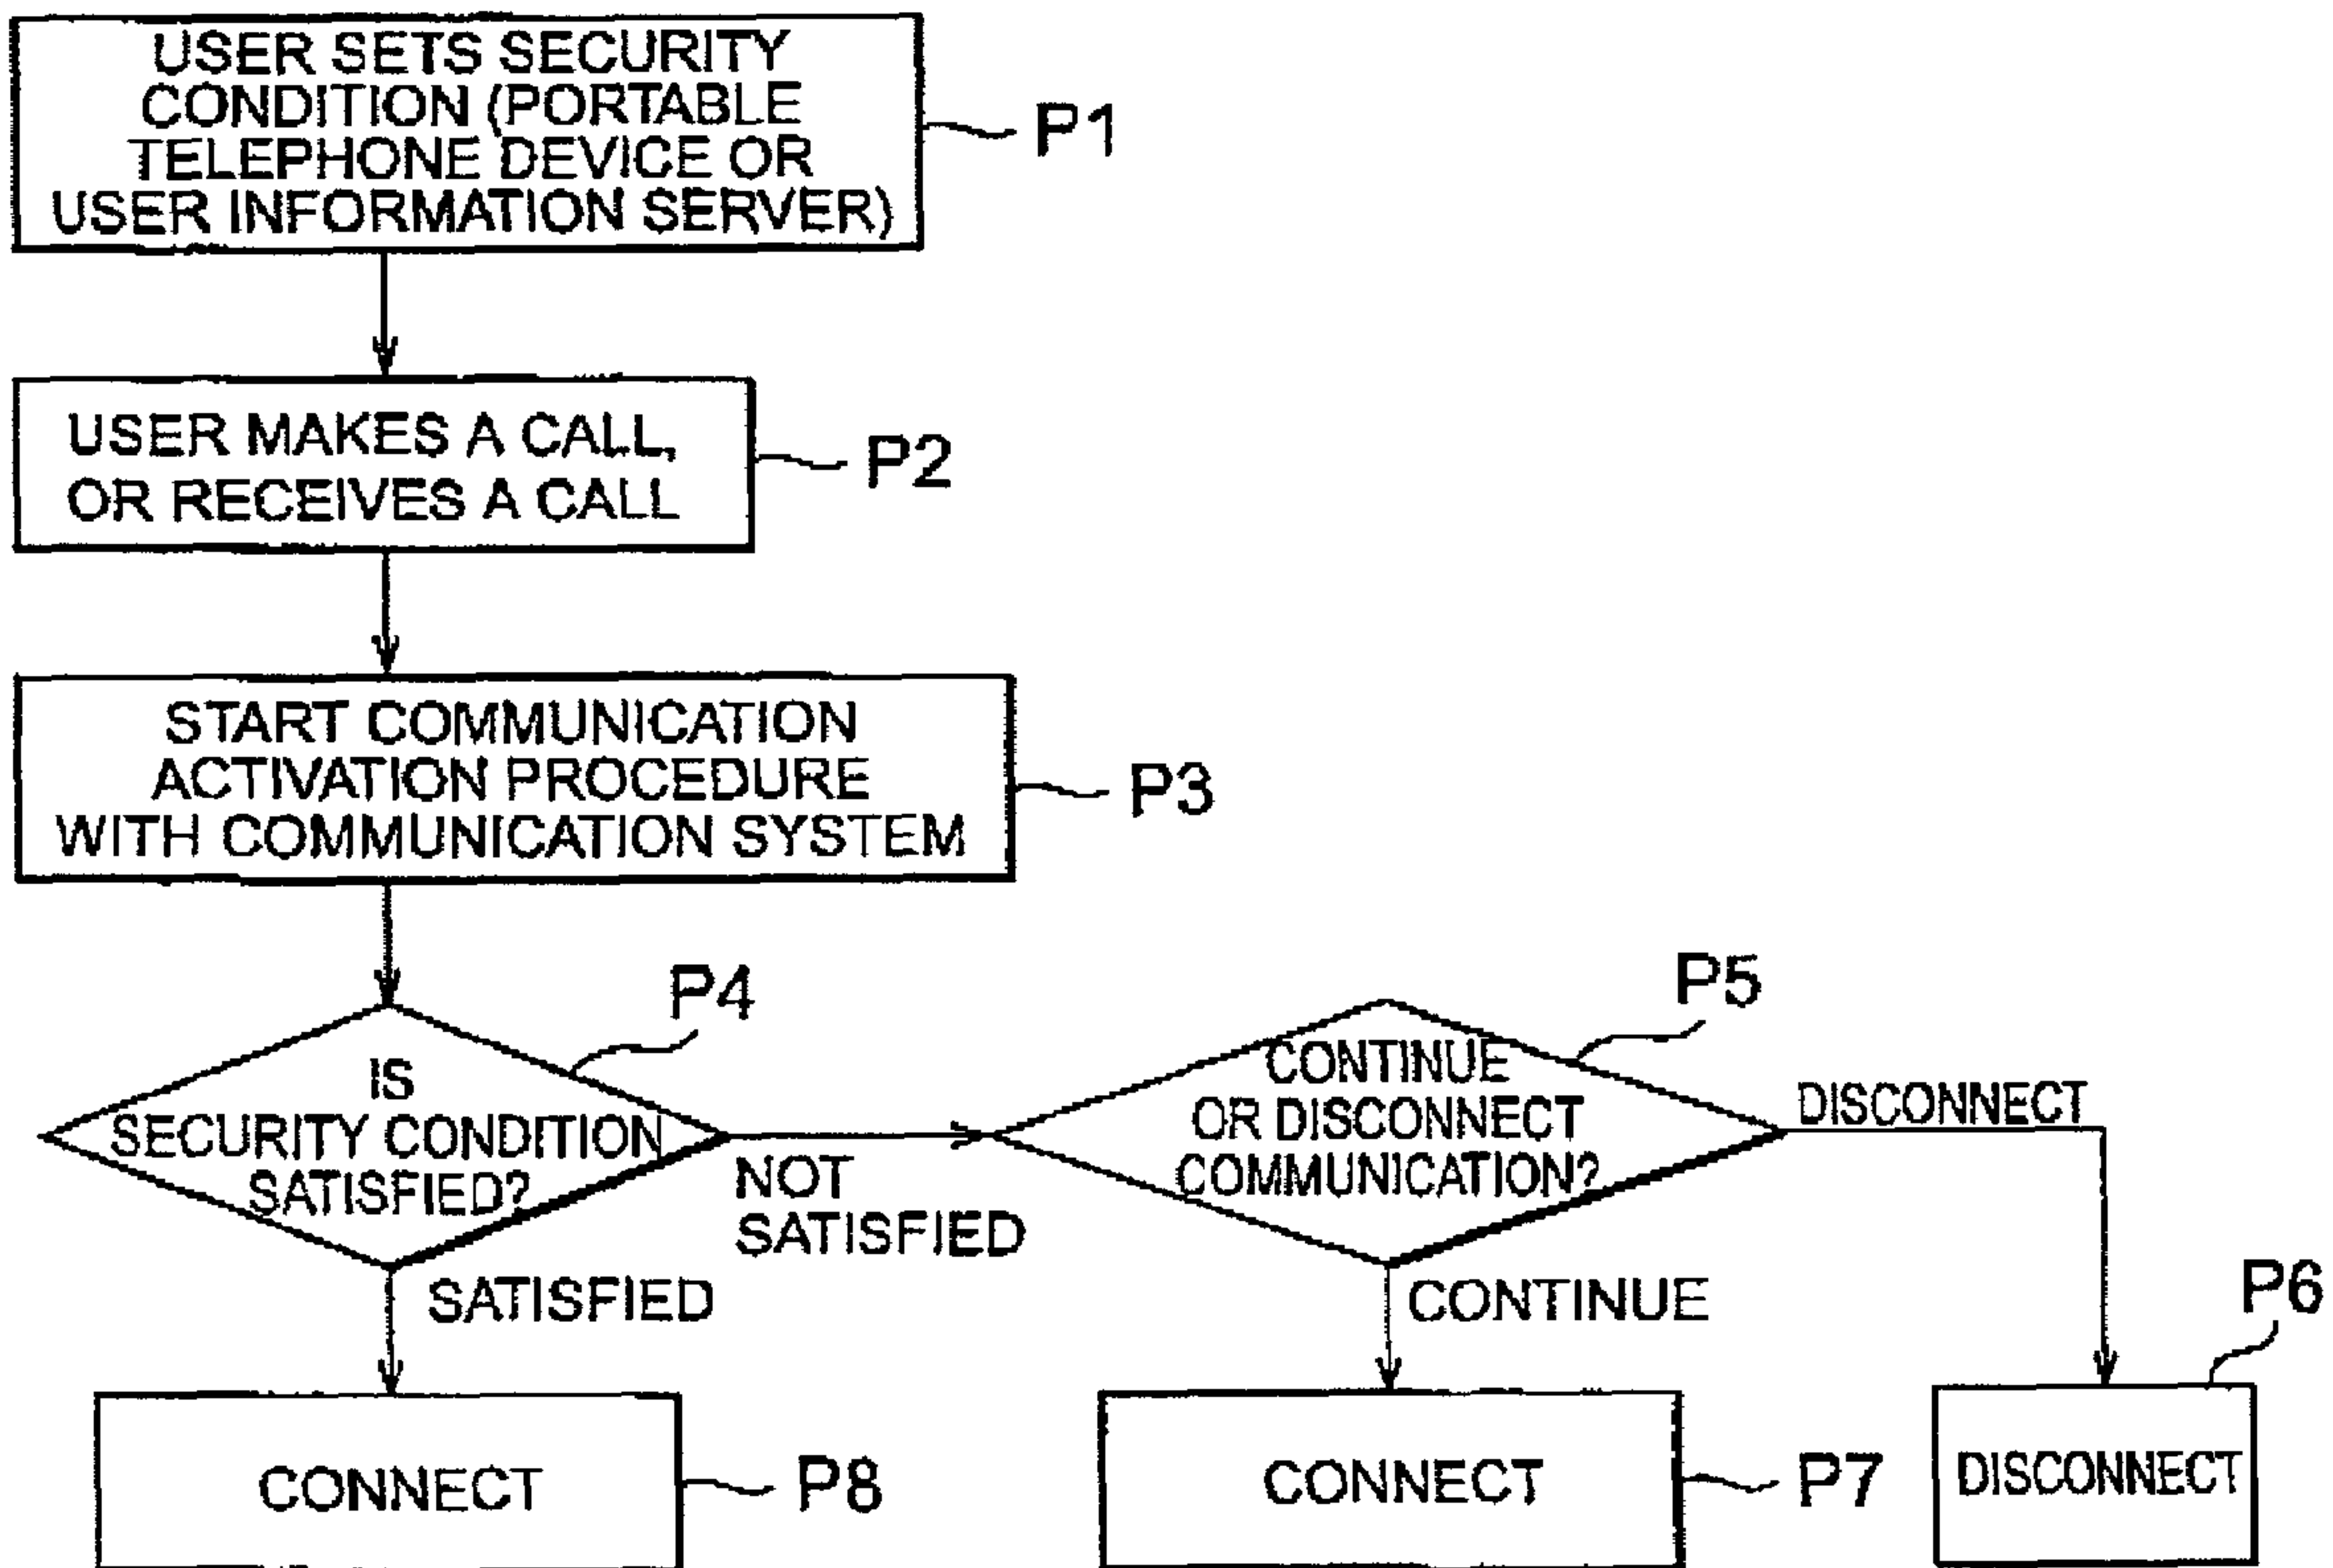 USER SETS SECURITY
CONDITION (PORTABLE
TELEPHONE DEVICE OR
USER INFORMATION SERVER)
P1
USER MAKES A CALL,
OR RECEIVES A CALL
P2
START COMMUNICATION
ACTIVATION PROCEDURE
WITH COMMUNICATION SYSTEM
P3
P4
IS
SECURITY CONDITION
SATISFIED?
NOT
SATISFIED
SATISFIED
P5
CONTINUE
OR DISCONNECT
COMMUNICATION?
DISCONNECT
CONTINUE
P6
CONNECT
P8
CONNECT
P7
DISCONNECT